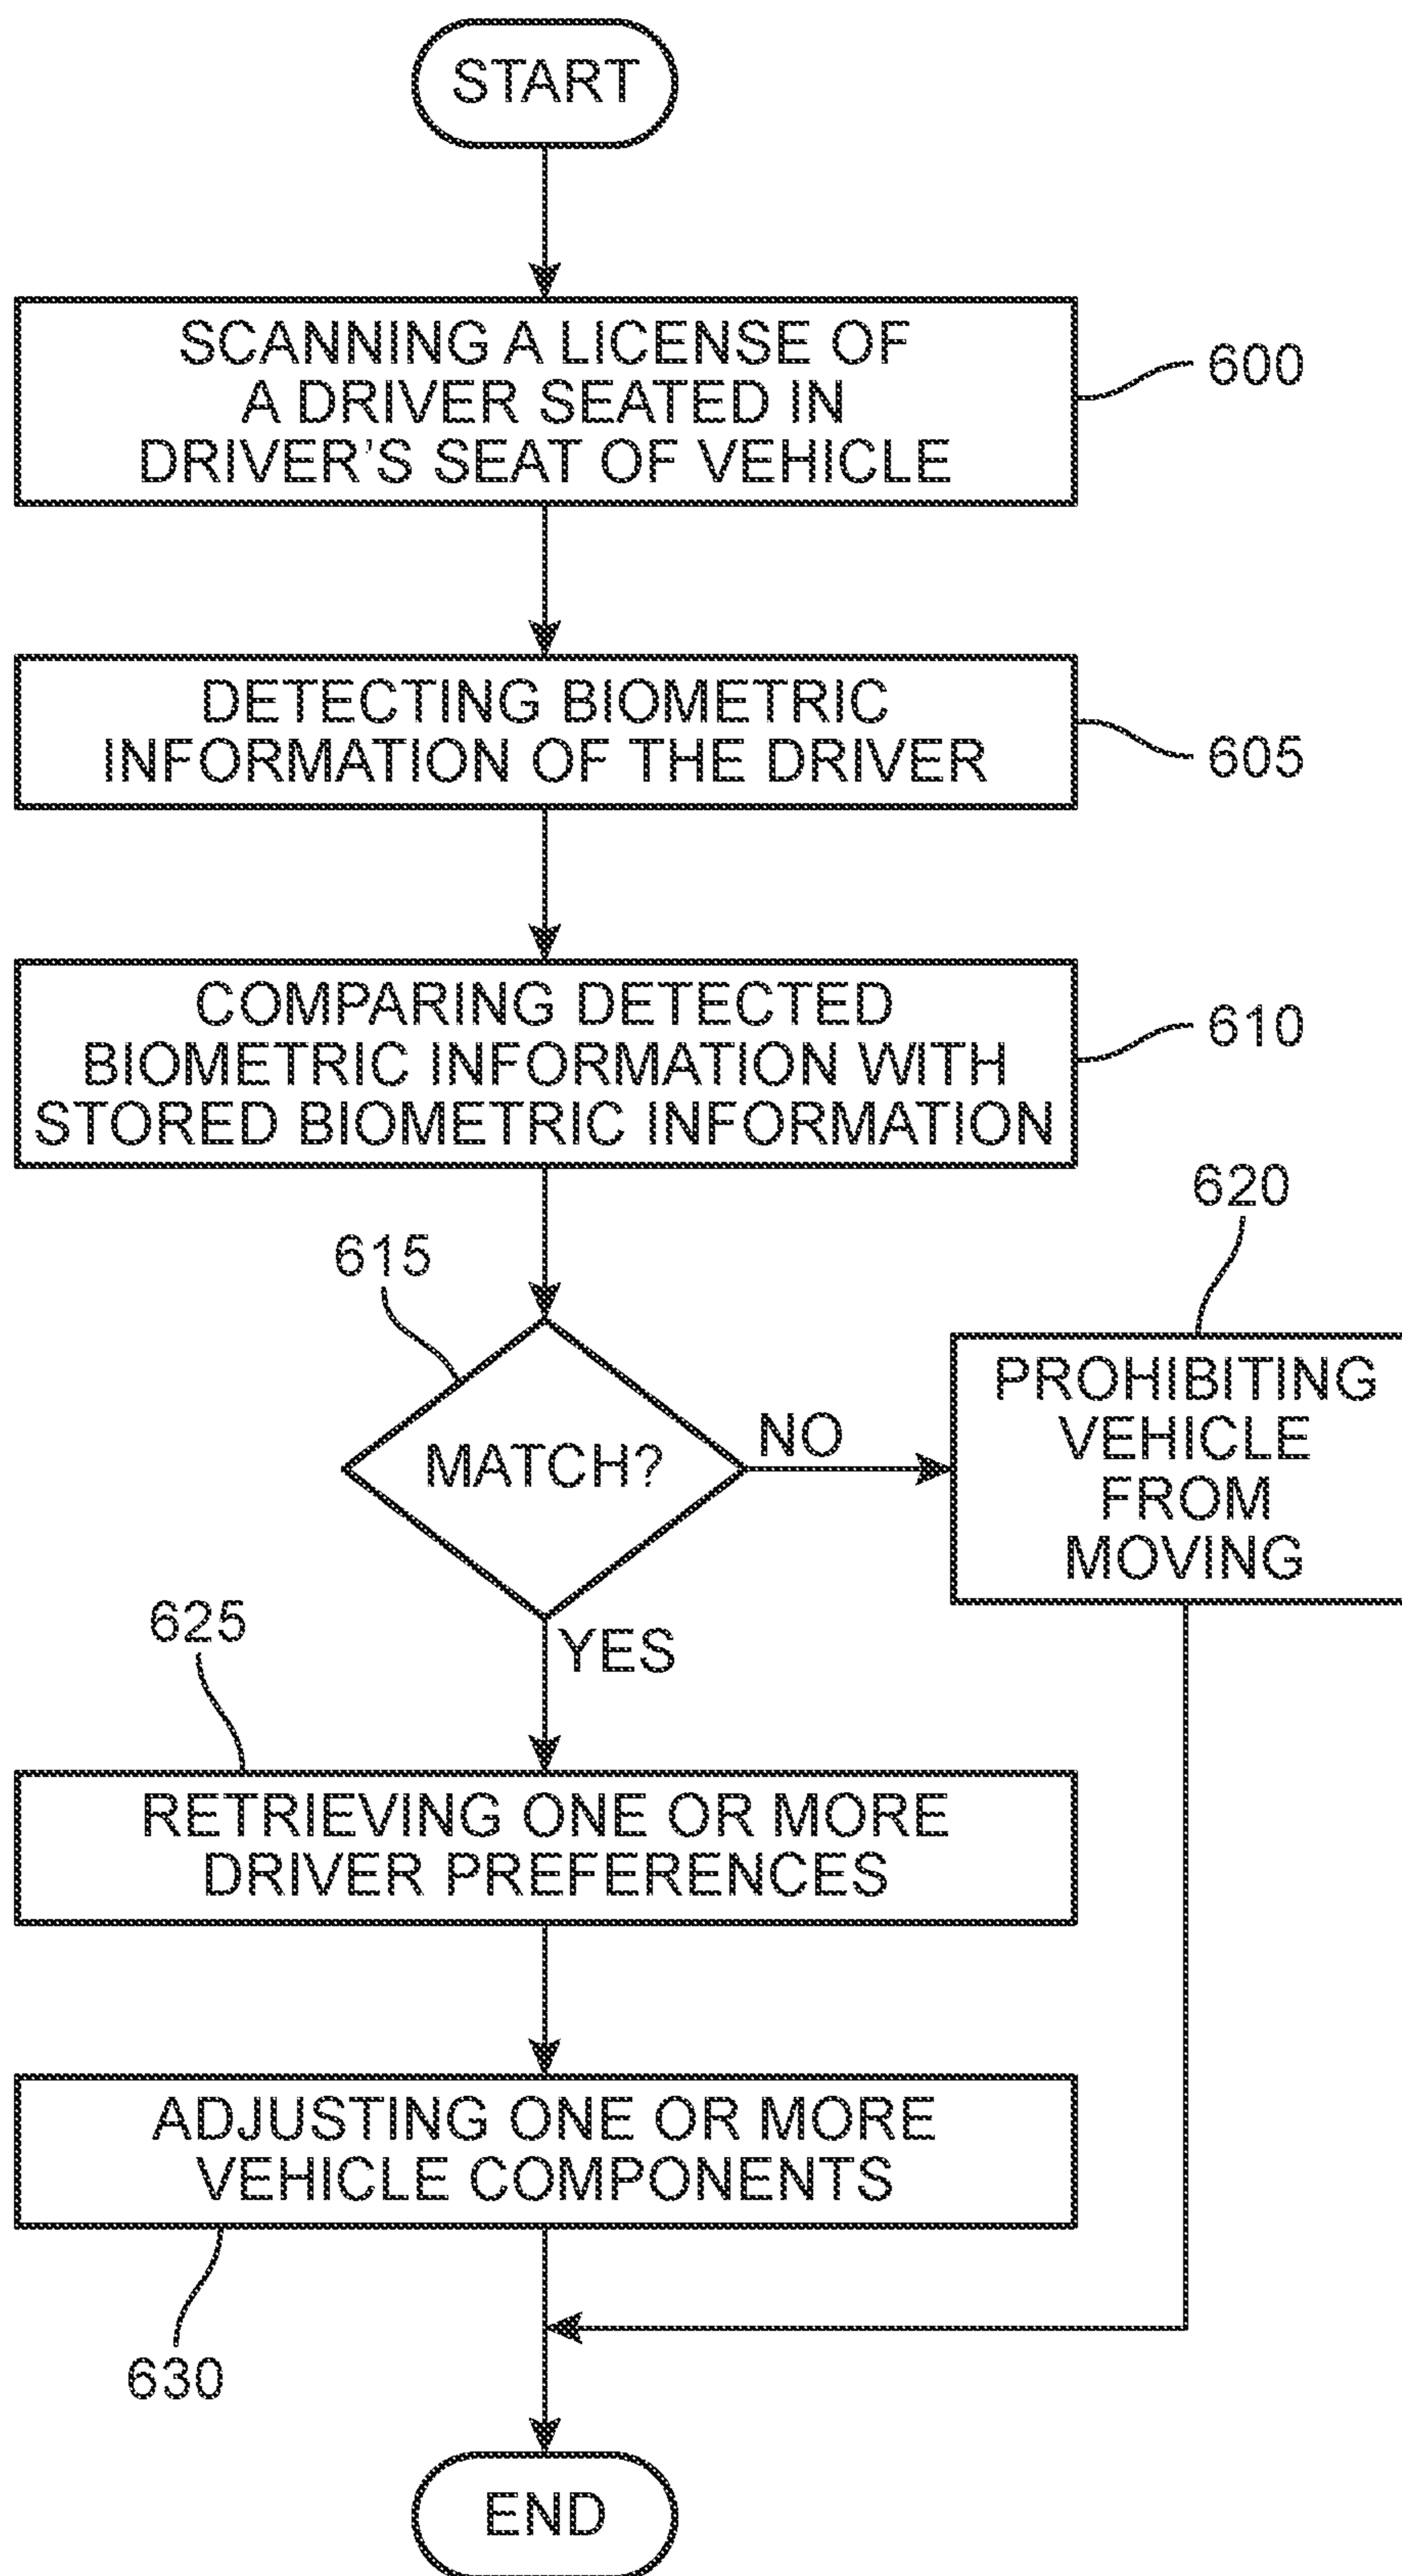 START
SCANNING A LICENSE OF
A DRIVER SEATED IN
DRIVER'S SEAT OF VEHICLE
600
DETECTING BIOMETRIC
INFORMATION OF THE DRIVER
605
COMPARING DETECTED
BIOMETRIC INFORMATION WITH
STORED BIOMETRIC INFORMATION
610
615
MATCH?
NO
620
PROHIBITING
VEHICLE
FROM
MOVING
YES
625
RETRIEVING ONE OR MORE
DRIVER PREFERENCES
ADJUSTING ONE OR MORE
VEHICLE COMPONENTS
630
END